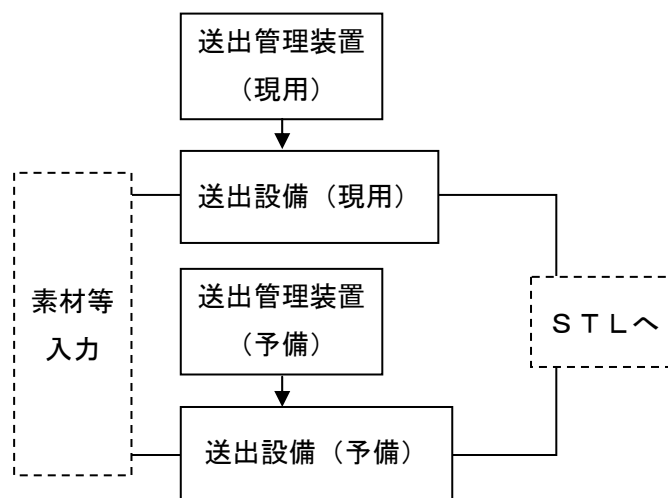 送出管理装置
（現用）
送出設備（現用）
素材等
入力
送出管理装置
（予備）
ＳＴＬへ
送出設備（予備）